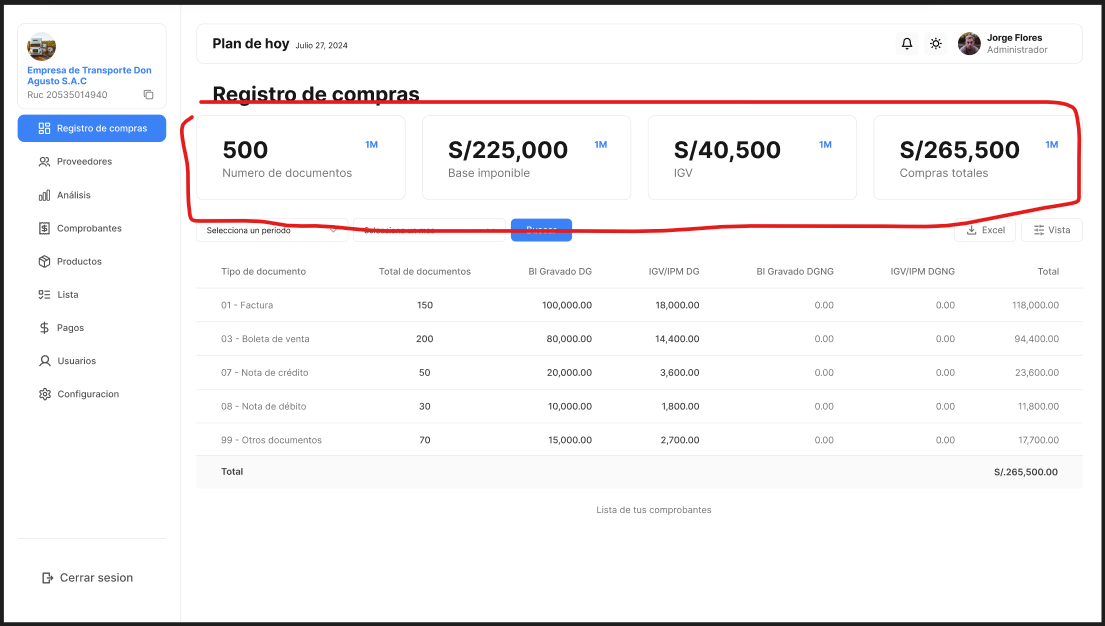 Empresa de Transporte Don
Agusto S.A.C
Ruc 20535014940
Registro de compras
Proveedores
Análisis
Comprobantes
Productos
Lista
Pagos
Usuarios
Configuracion
Cerrar sesion
Plan de hoy Julio 27, 2024
Jorge Flores
Administrador
Registro de compras
500 1M
Numero de documentos
S/225,000 1M
Base imponible
S/40,500 1M
IGV
S/265,500 1M
Compras totales
Selecciona un periodo Selecciona un mes Buscar Excel Vista
Tipo de documento Total de documentos BI Gravado DG IGV/IPM DG BI Gravado DGNG IGV/IPM DGNG Total
01 - Factura 150 100,000.00 18,000.00 0.00 0.00 118,000.00
03 - Boleta de venta 200 80,000.00 14,400.00 0.00 0.00 94,400.00
07 - Nota de crédito 50 20,000.00 3,600.00 0.00 0.00 23,600.00
08 - Nota de débito 30 10,000.00 1,800.00 0.00 0.00 11,800.00
99 - Otros documentos 70 15,000.00 2,700.00 0.00 0.00 17,700.00
Total S/.265,500.00
Lista de tus comprobantes